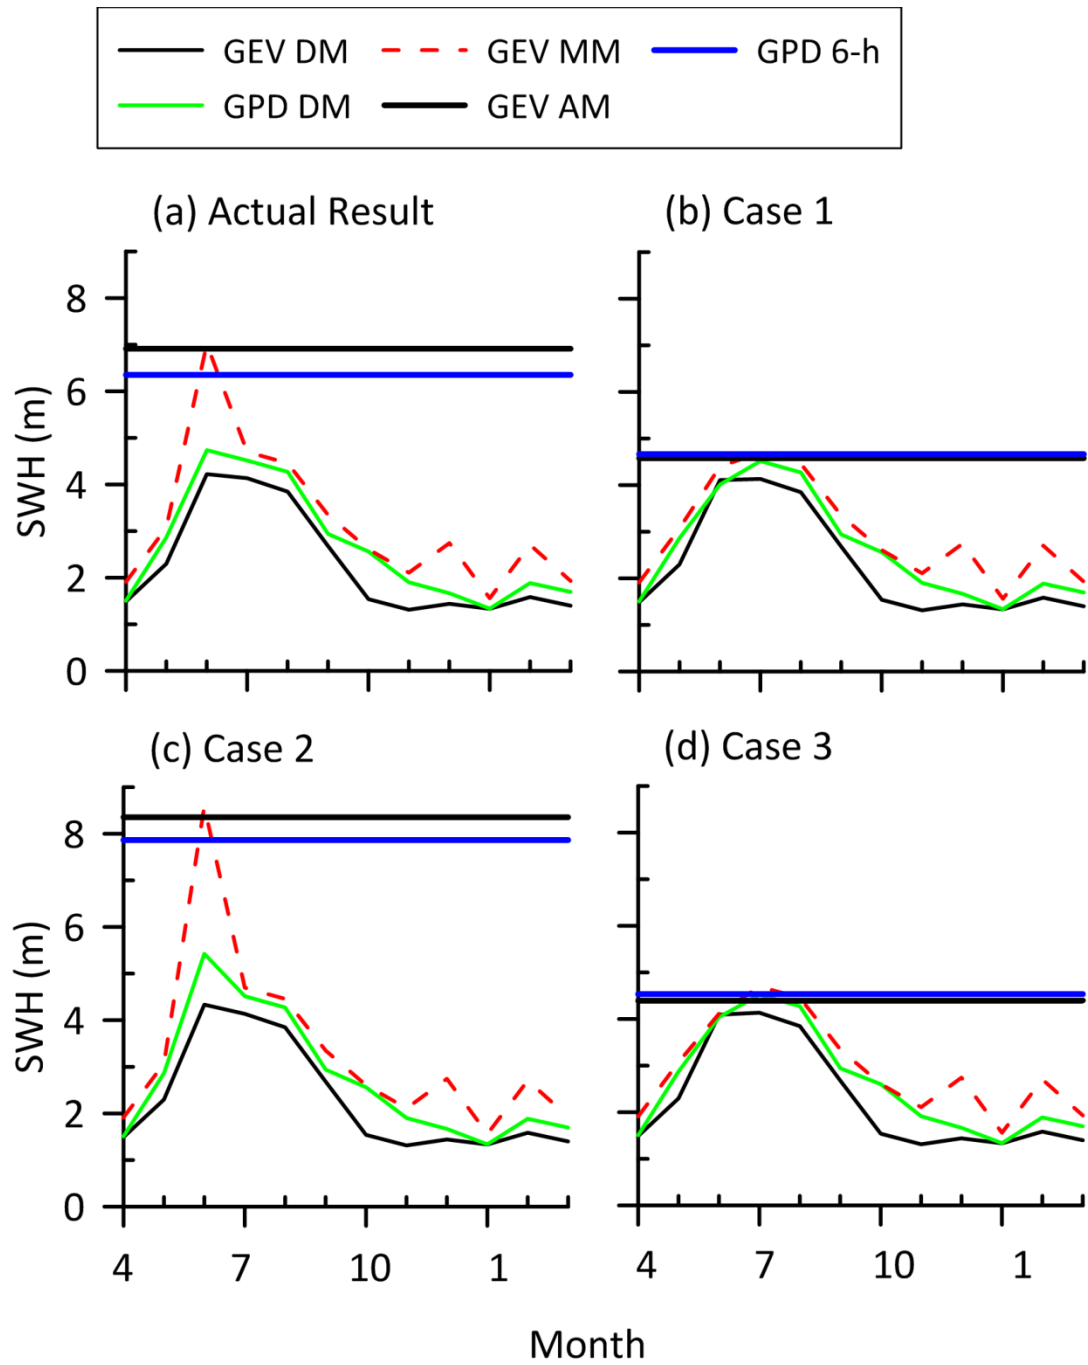 GEV DM GEV MM GPD 6-h
GPD DM GEV AM
(a) Actual Result (b) Case 1
8
6
4
2
0
SWH (m)
(c) Case 2 (d) Case 3
8
6
4
2
0
SWH (m)
4 7 10 1 4 7 10 1
Month